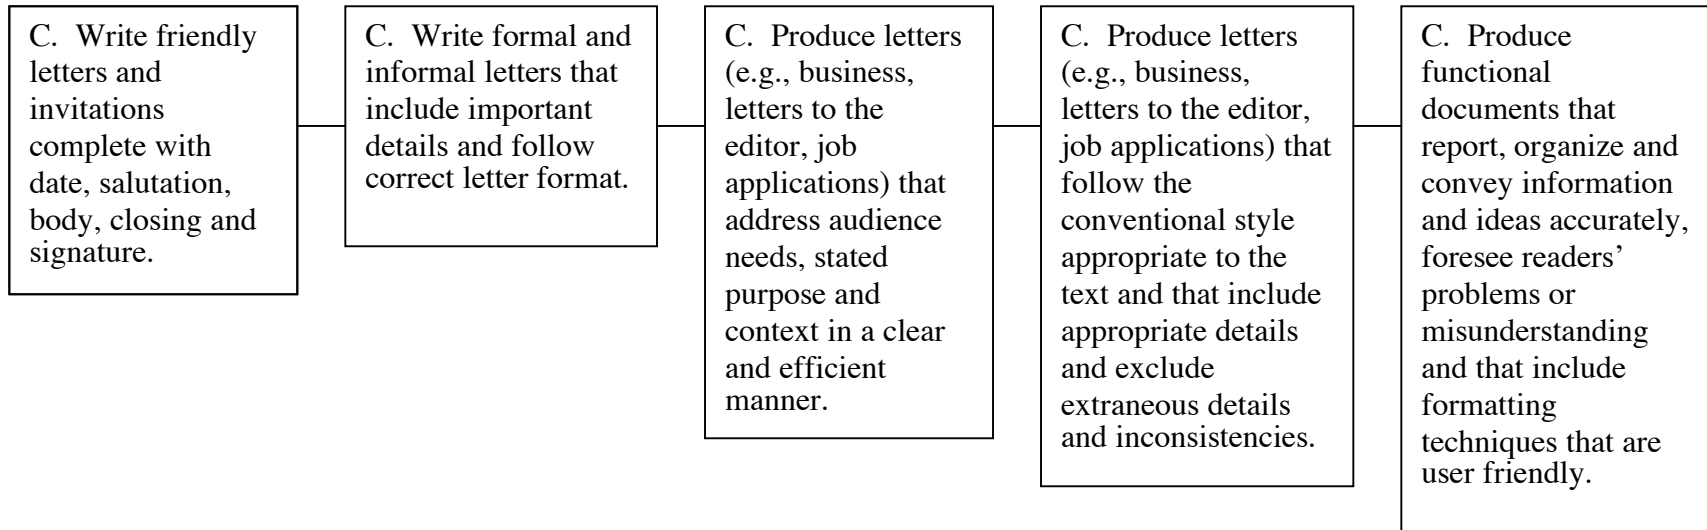 C.  Write friendly
letters and
invitations
complete with
date, salutation,
body, closing and
signature.
C.  Write formal and
informal letters that
include important
details and follow
correct letter format.
C.  Produce letters
(e.g., business,
letters to the
editor, job
applications) that
address audience
needs, stated
purpose and
context in a clear
and efficient
manner.
C.  Produce letters
(e.g., business,
letters to the editor,
job applications) that
follow the
conventional style
appropriate to the
text and that include
appropriate details
and exclude
extraneous details
and inconsistencies.
C.  Produce
functional
documents that
report, organize and
convey information
and ideas accurately,
foresee readers’
problems or
misunderstanding
and that include
formatting
techniques that are
user friendly.